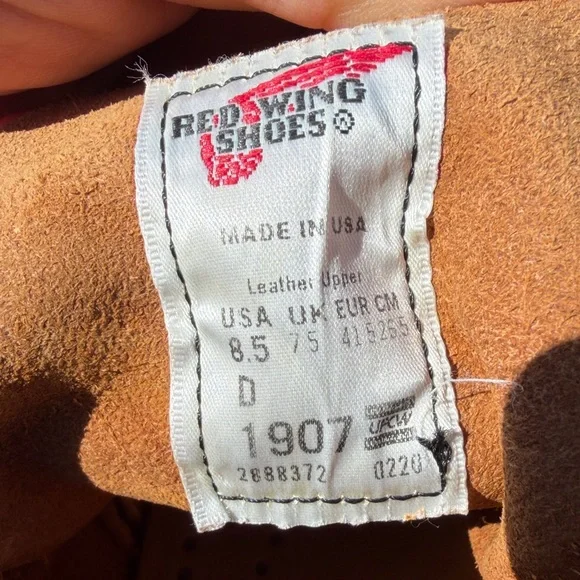 RED WING
SHOES ®
MADE IN USA
Leather Upper
USA UK EUR CM
8.5 7.5 41.5 26.5
D
1907 UFCW
2888372 0220